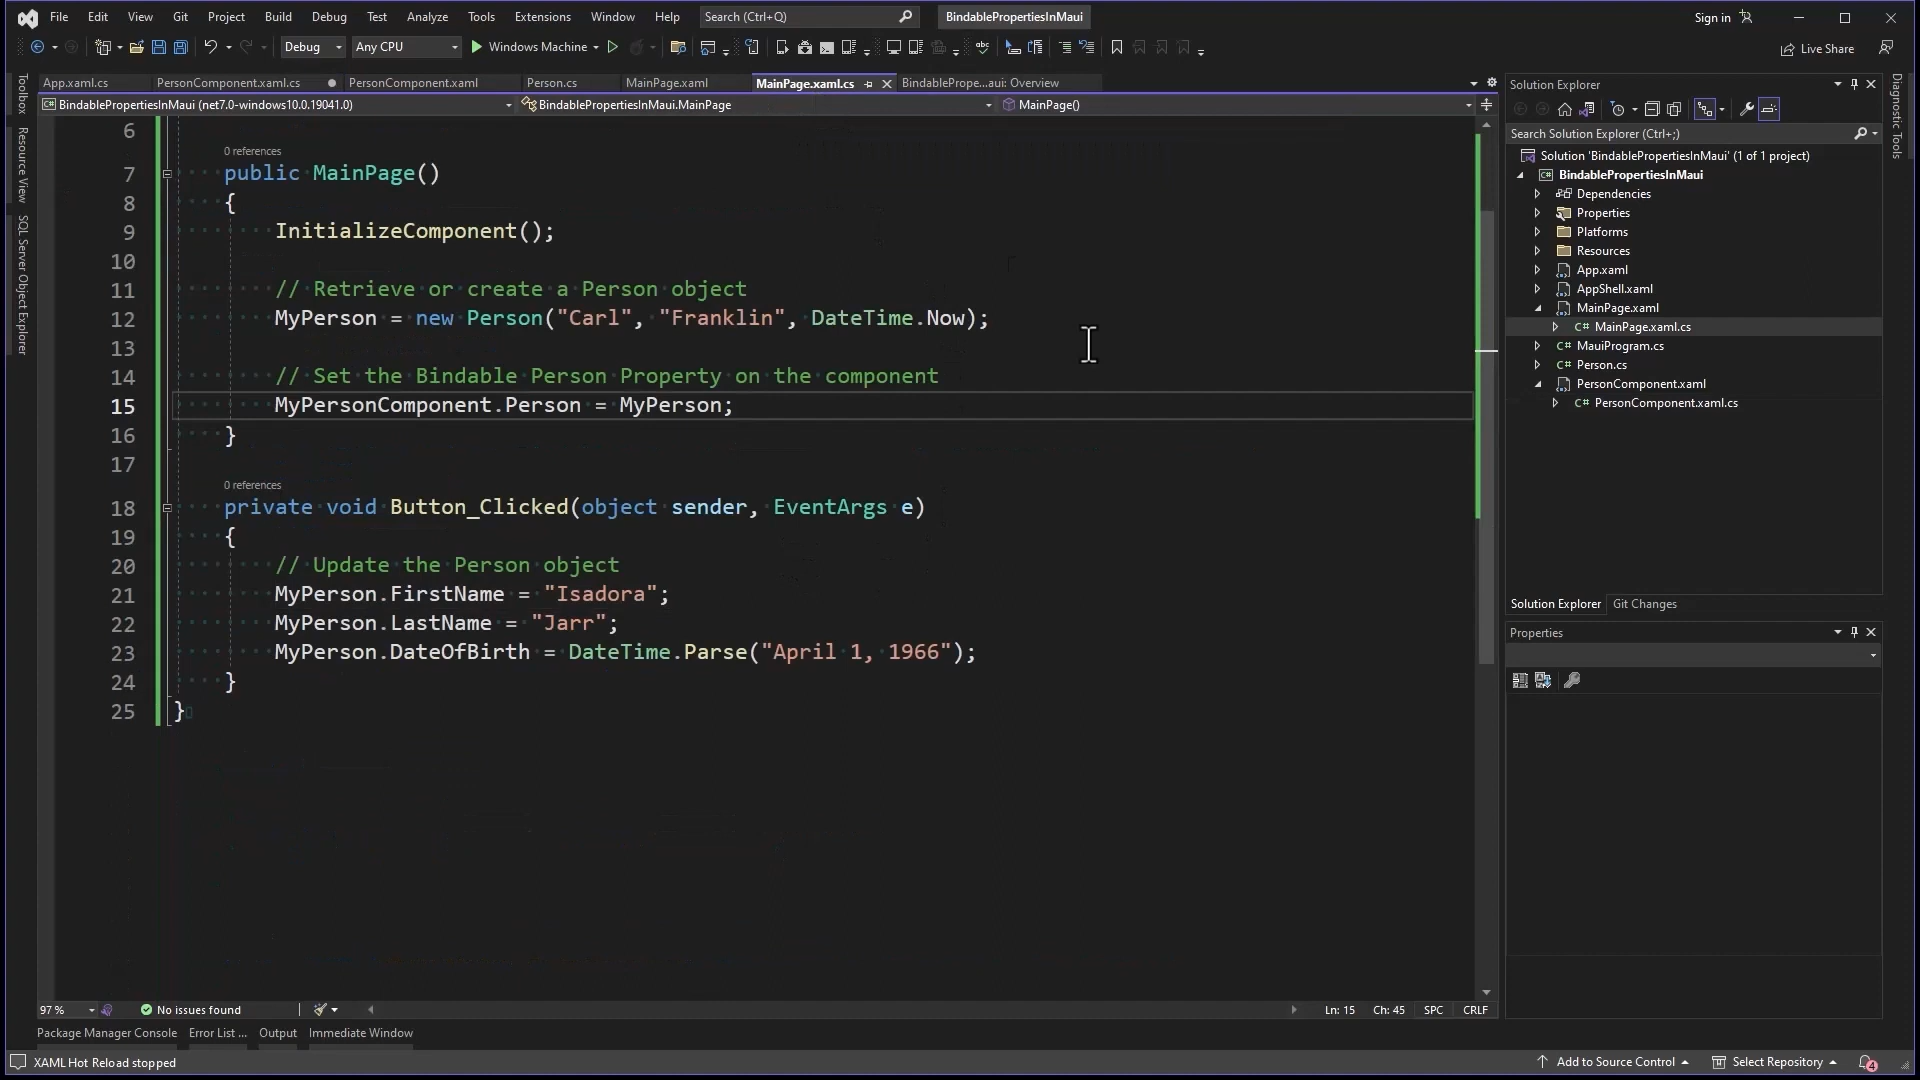 File Edit View Git Project Build Debug Test Analyze Tools Extensions Window Help Search (Ctrl+Q) BindablePropertiesInMaui Sign in
Debug Any CPU Windows Machine Live Share
App.xaml.cs PersonComponent.xaml.cs PersonComponent.xaml Person.cs MainPage.xaml MainPage.xaml.cs BindablePrope...aui: Overview
BindablePropertiesInMaui (net7.0-windows10.0.19041.0) BindablePropertiesInMaui.MainPage MainPage()
Toolbox
Resource View
SQL Server Object Explorer
6
0 references
7 public MainPage()
8 {
9 InitializeComponent();
10
11 // Retrieve or create a Person object
12 MyPerson = new Person("Carl", "Franklin", DateTime.Now);
13
14 // Set the Bindable Person Property on the component
15 MyPersonComponent.Person = MyPerson;
16 }
17
0 references
18 private void Button_Clicked(object sender, EventArgs e)
19 {
20 // Update the Person object
21 MyPerson.FirstName = "Isadora";
22 MyPerson.LastName = "Jarr";
23 MyPerson.DateOfBirth = DateTime.Parse("April 1, 1966");
24 }
25 }
97 % No issues found Ln: 15 Ch: 45 SPC CRLF
Package Manager Console Error List ... Output Immediate Window
XAML Hot Reload stopped Add to Source Control Select Repository 4
Solution Explorer
Search Solution Explorer (Ctrl+;)
Solution 'BindablePropertiesInMaui' (1 of 1 project)
C# BindablePropertiesInMaui
Dependencies
Properties
Platforms
Resources
App.xaml
AppShell.xaml
MainPage.xaml
C# MainPage.xaml.cs
C# MauiProgram.cs
C# Person.cs
PersonComponent.xaml
C# PersonComponent.xaml.cs
Solution Explorer Git Changes
Properties
Diagnostic Tools